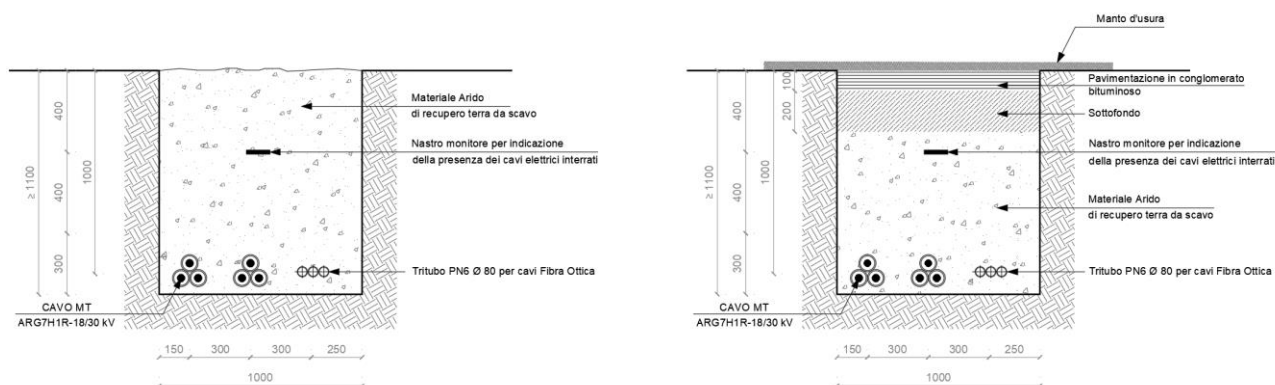 400
400
300
1000
≥ 1100
Materiale Arido
di recupero terra da scavo
Nastro monitore per indicazione
della presenza dei cavi elettrici interrati
Tritubo PN6 Ø 80 per cavi Fibra Ottica
CAVO MT
ARG7H1R-18/30 kV
150 300 300 250
1000
Manto d'usura
100
200
400
400
300
1000
≥ 1100
Pavimentazione in conglomerato
bituminoso
Sottofondo
Nastro monitore per indicazione
della presenza dei cavi elettrici interrati
Materiale Arido
di recupero terra da scavo
Tritubo PN6 Ø 80 per cavi Fibra Ottica
CAVO MT
ARG7H1R-18/30 kV
150 300 300 250
1000